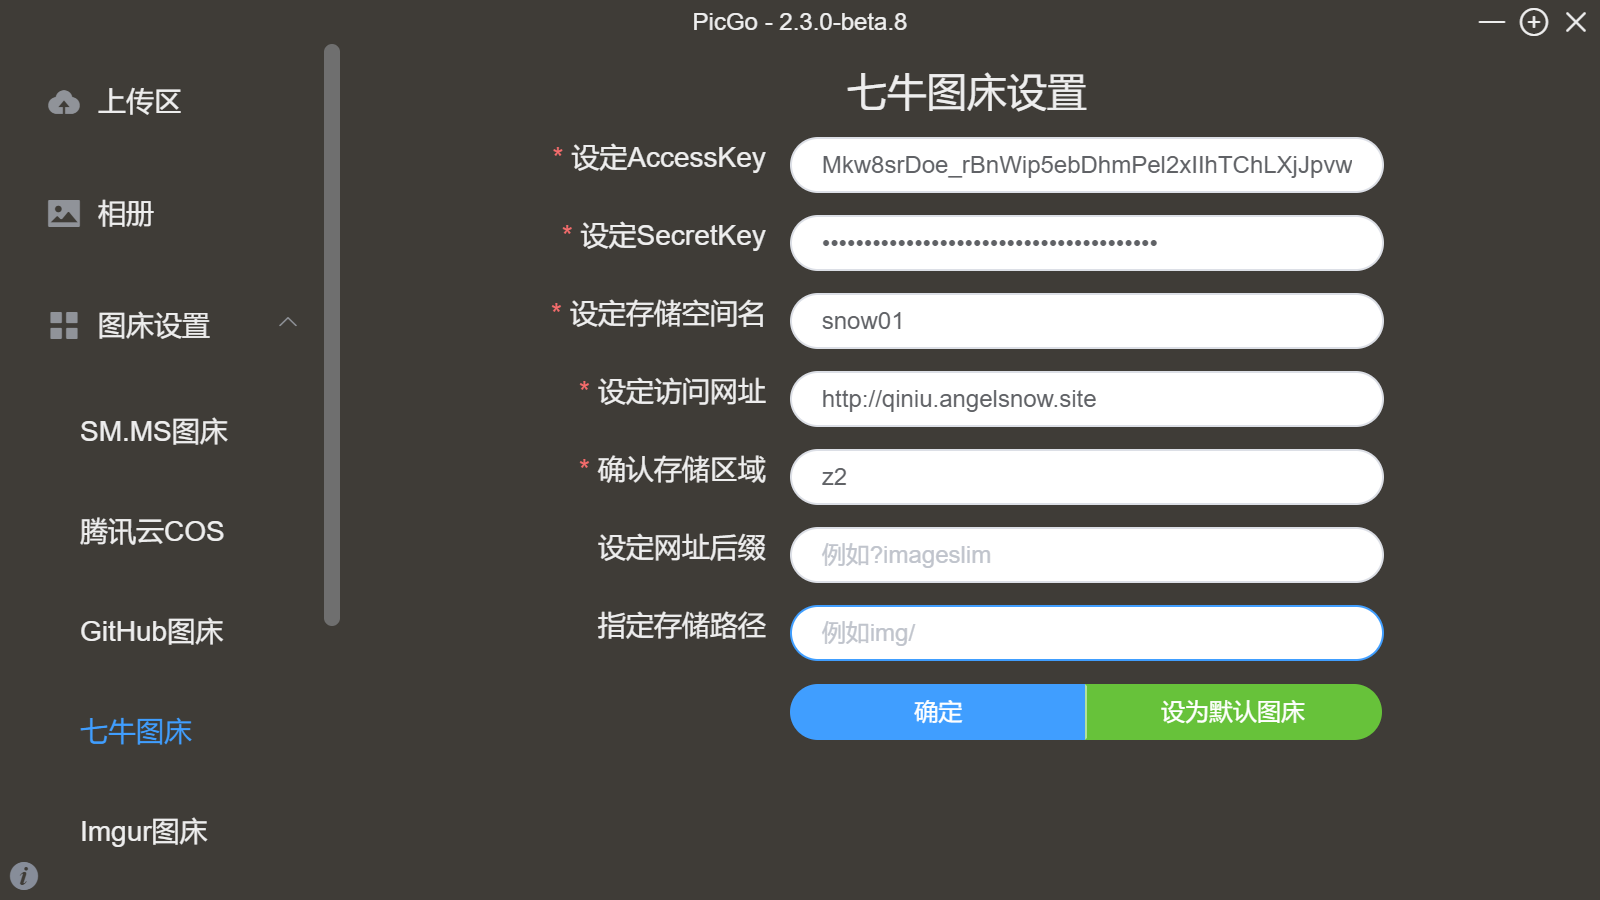 PicGo - 2.3.0-beta.8
上传区
相册
图床设置
SM.MS图床
腾讯云COS
GitHub图床
七牛图床
Imgur图床
七牛图床设置
* 设定AccessKey
Mkw8srDoe_rBnWip5ebDhmPel2xIIhTChLXjJpvw
* 设定SecretKey
••••••••••••••••••••••••••••••••••••••••
* 设定存储空间名
snow01
* 设定访问网址
http://qiniu.angelsnow.site
* 确认存储区域
z2
设定网址后缀
例如?imageslim
指定存储路径
例如img/
确定
设为默认图床